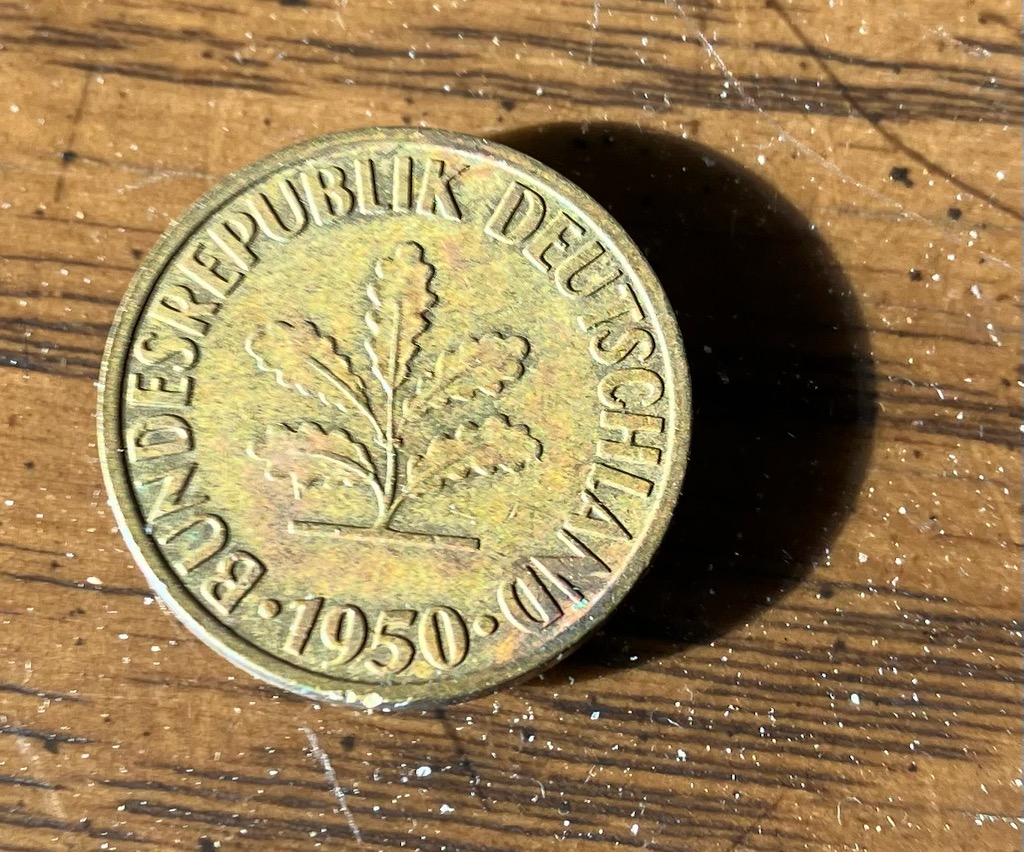 BUNDESREPUBLIK DEUTSCHLAND
· 1950 ·